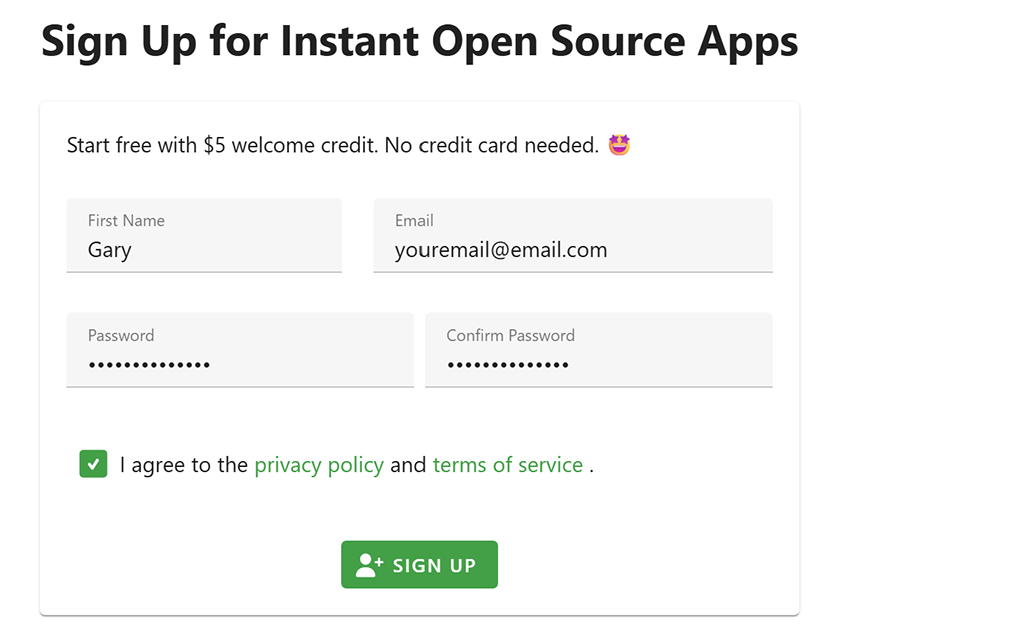 Sign Up for Instant Open Source Apps
Start free with $5 welcome credit. No credit card needed. 🤩
First Name
Gary
Email
youremail@email.com
Password
••••••••••••••
Confirm Password
••••••••••••••
I agree to the privacy policy and terms of service .
SIGN UP